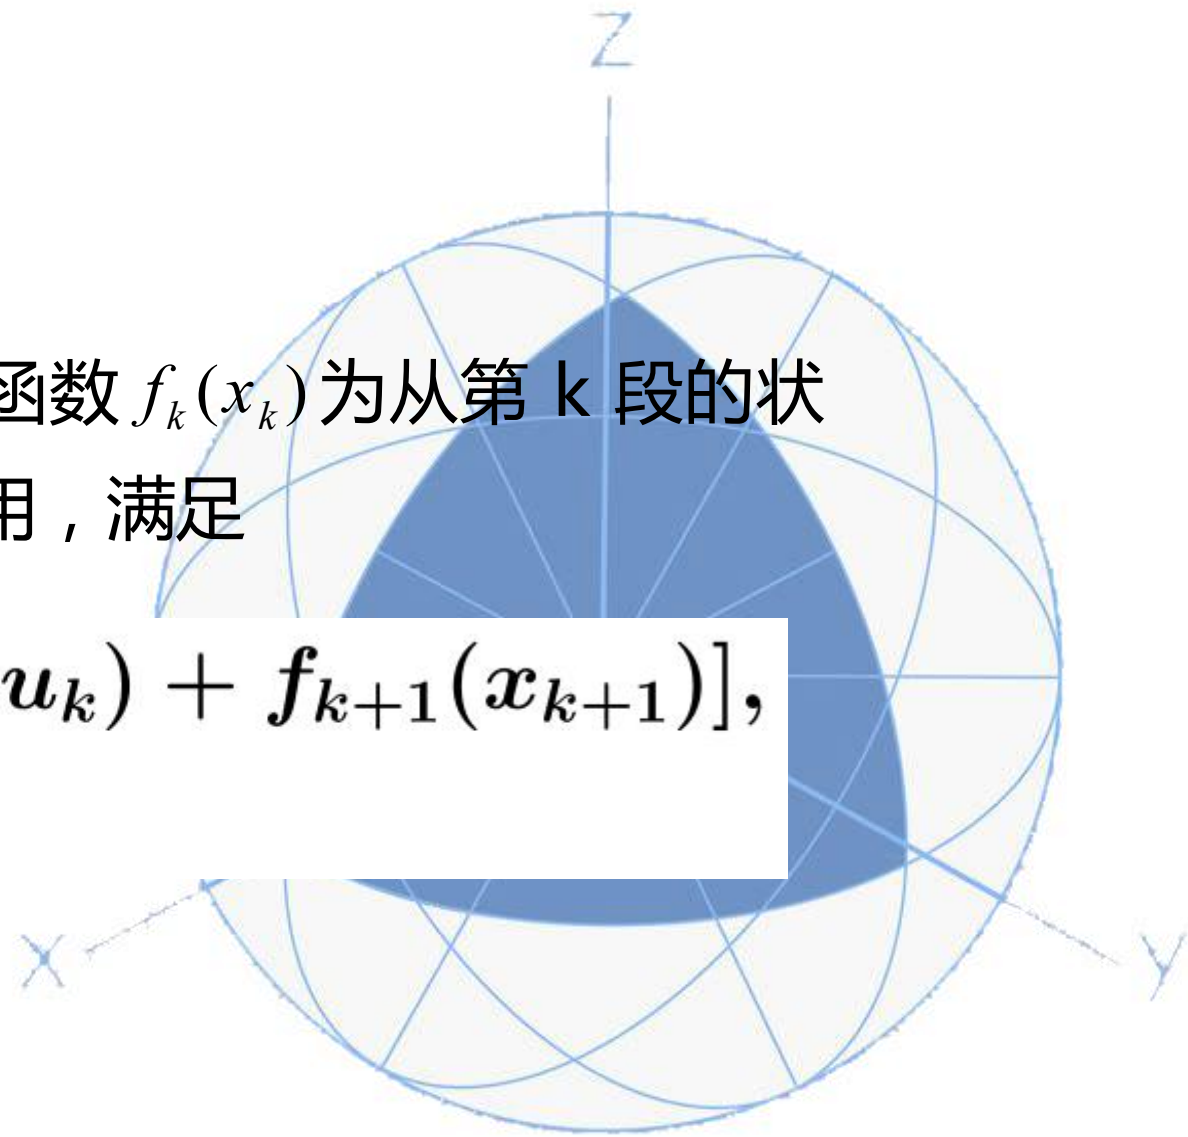 Z
函数 f_k(x_k) 为从第 k 段的状
用，满足
u_k) + f_{k+1}(x_{k+1})],
X
Y